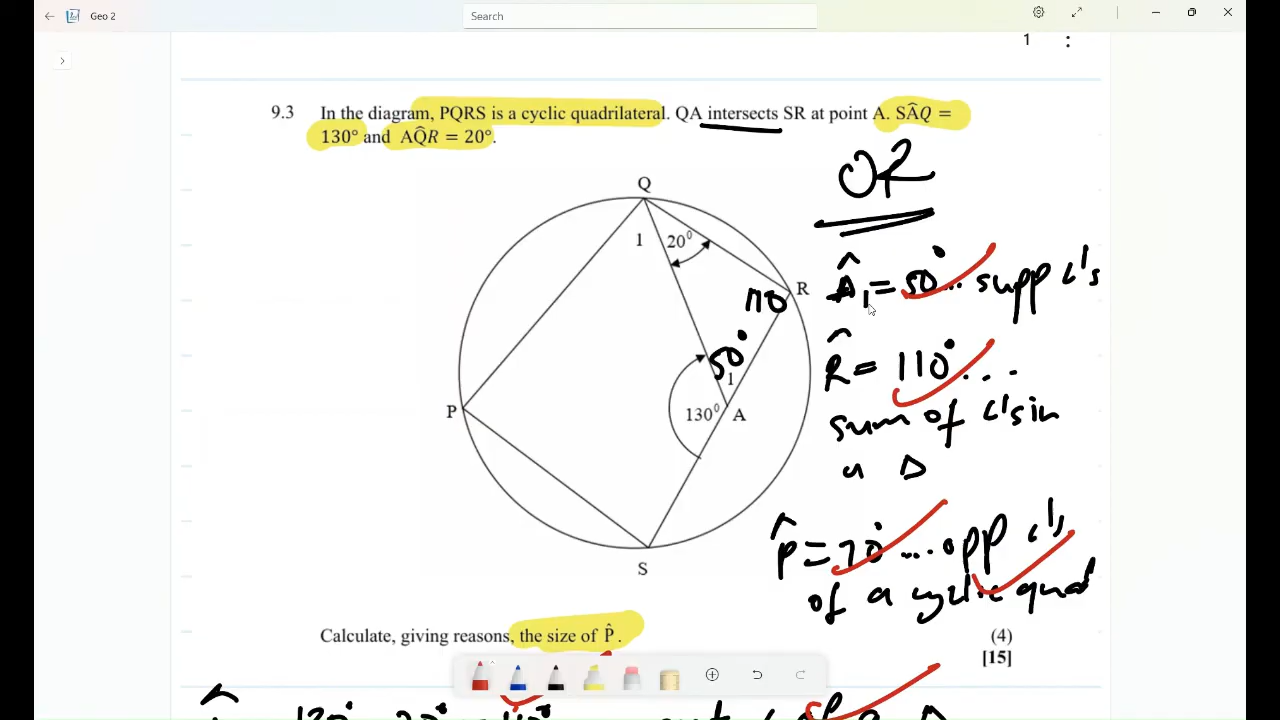 Geo 2
Search
1
9.3 In the diagram, PQRS is a cyclic quadrilateral. QA intersects SR at point A. SÂQ =
130° and AQ̂R = 20°.
OR
Q
1 20⁰
R
110
Â₁ = 50° ... supp ∠'s
50°
1
R̂ = 110° ...
P
130⁰ A
sum of ∠'s in
a Δ
P̂ = 70° ... opp ∠'s
of a cyclic quad
S
Calculate, giving reasons, the size of P̂ .
(4)
[15]